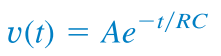 v(t) = Ae^{-t/RC}